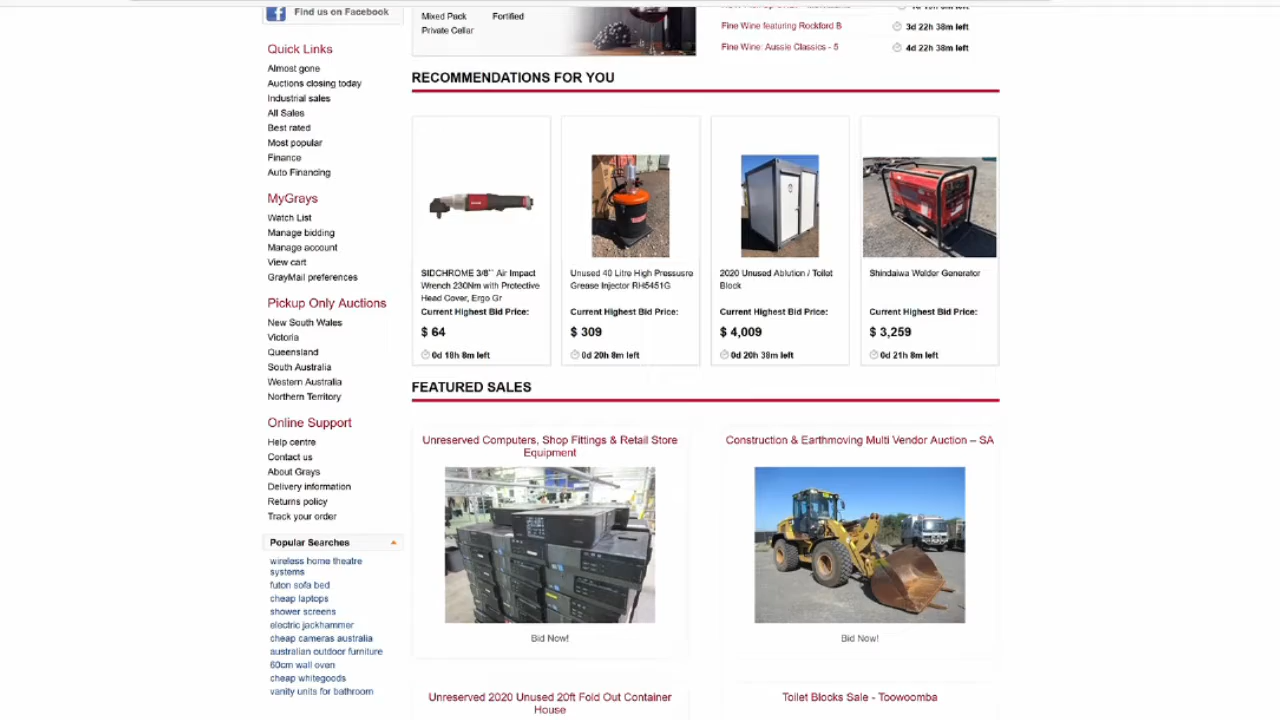 Find us on Facebook
Quick Links
Almost gone
Auctions closing today
Industrial sales
All Sales
Best rated
Most popular
Finance
Auto Financing
MyGrays
Watch List
Manage bidding
Manage account
View cart
GrayMail preferences
Pickup Only Auctions
New South Wales
Victoria
Queensland
South Australia
Western Australia
Northern Territory
Online Support
Help centre
Contact us
About Grays
Delivery information
Returns policy
Track your order
Popular Searches
wireless home theatre
systems
futon sofa bed
cheap laptops
shower screens
electric jackhammer
cheap cameras australia
australian outdoor furniture
60cm wall oven
cheap whitegoods
vanity units for bathroom
Mixed Pack Fortified
Private Cellar
Fine Wine featuring Rockford B 3d 22h 38m left
Fine Wine: Aussie Classics - 5 4d 22h 38m left
RECOMMENDATIONS FOR YOU
SIDCHROME 3/8`` Air Impact
Wrench 230Nm with Protective
Head Cover, Ergo Gr
Current Highest Bid Price:
$ 64
0d 18h 8m left
Unused 40 Litre High Pressusre
Grease Injector RH5451G
Current Highest Bid Price:
$ 309
0d 20h 8m left
2020 Unused Ablution / Toilet
Block
Current Highest Bid Price:
$ 4,009
0d 20h 38m left
Shindaiwa Welder Generator
Current Highest Bid Price:
$ 3,259
0d 21h 8m left
FEATURED SALES
Unreserved Computers, Shop Fittings & Retail Store
Equipment
Bid Now!
Construction & Earthmoving Multi Vendor Auction – SA
Bid Now!
Unreserved 2020 Unused 20ft Fold Out Container
House
Toilet Blocks Sale - Toowoomba